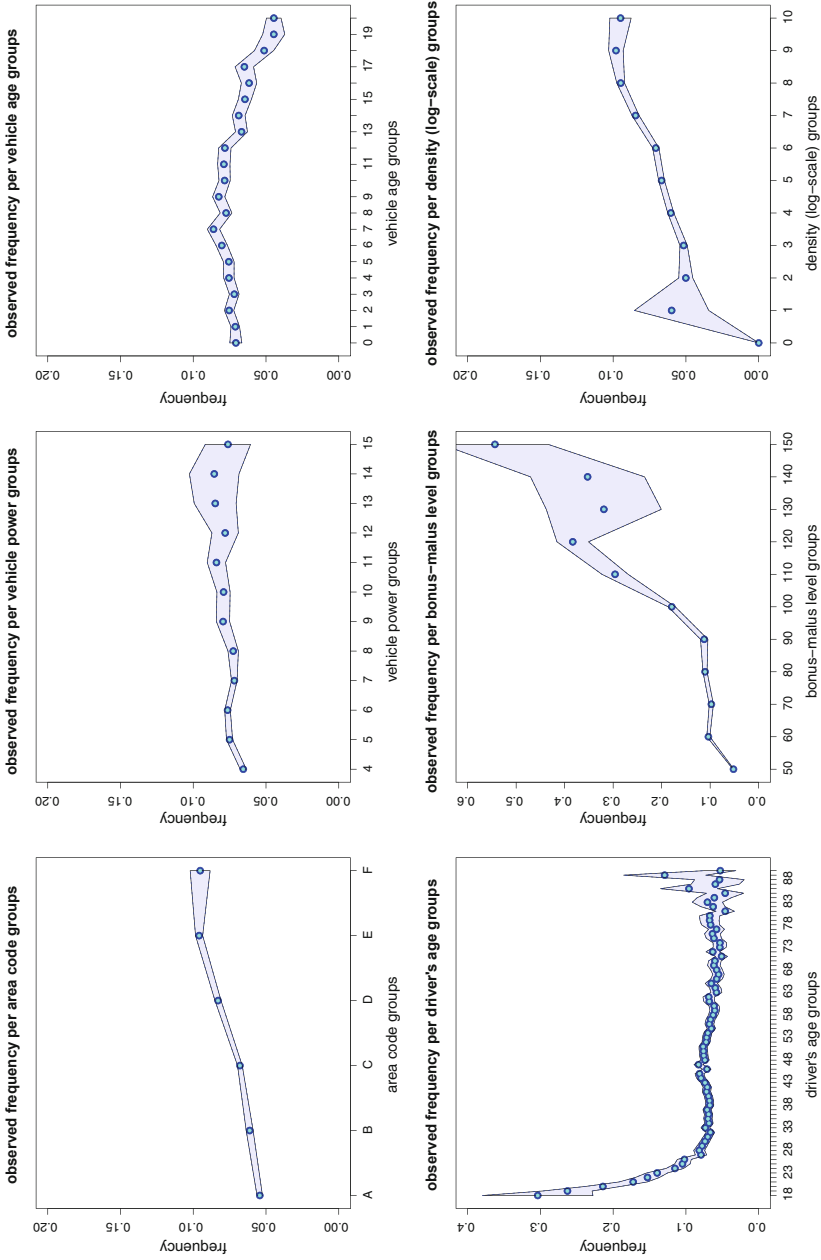 observed frequency per area code groups
0.20
0.15
0.10
0.05
0.00
frequency
A B C D E F
area code groups
observed frequency per vehicle power groups
0.20
0.15
0.10
0.05
0.00
frequency
4 5 6 7 8 9 10 11 12 13 14 15
vehicle power groups
observed frequency per vehicle age groups
0.20
0.15
0.10
0.05
0.00
frequency
0 1 2 3 4 5 6 7 8 9 11 13 15 17 19
vehicle age groups
observed frequency per driver's age groups
0.4
0.3
0.2
0.1
0.0
frequency
18 23 28 33 38 43 48 53 58 63 68 73 78 83 88
driver's age groups
observed frequency per bonus−malus level groups
0.6
0.5
0.4
0.3
0.2
0.1
0.0
frequency
50 60 70 80 90 100 110 120 130 140 150
bonus−malus level groups
observed frequency per density (log−scale) groups
0.20
0.15
0.10
0.05
0.00
frequency
0 1 2 3 4 5 6 7 8 9 10
density (log−scale) groups